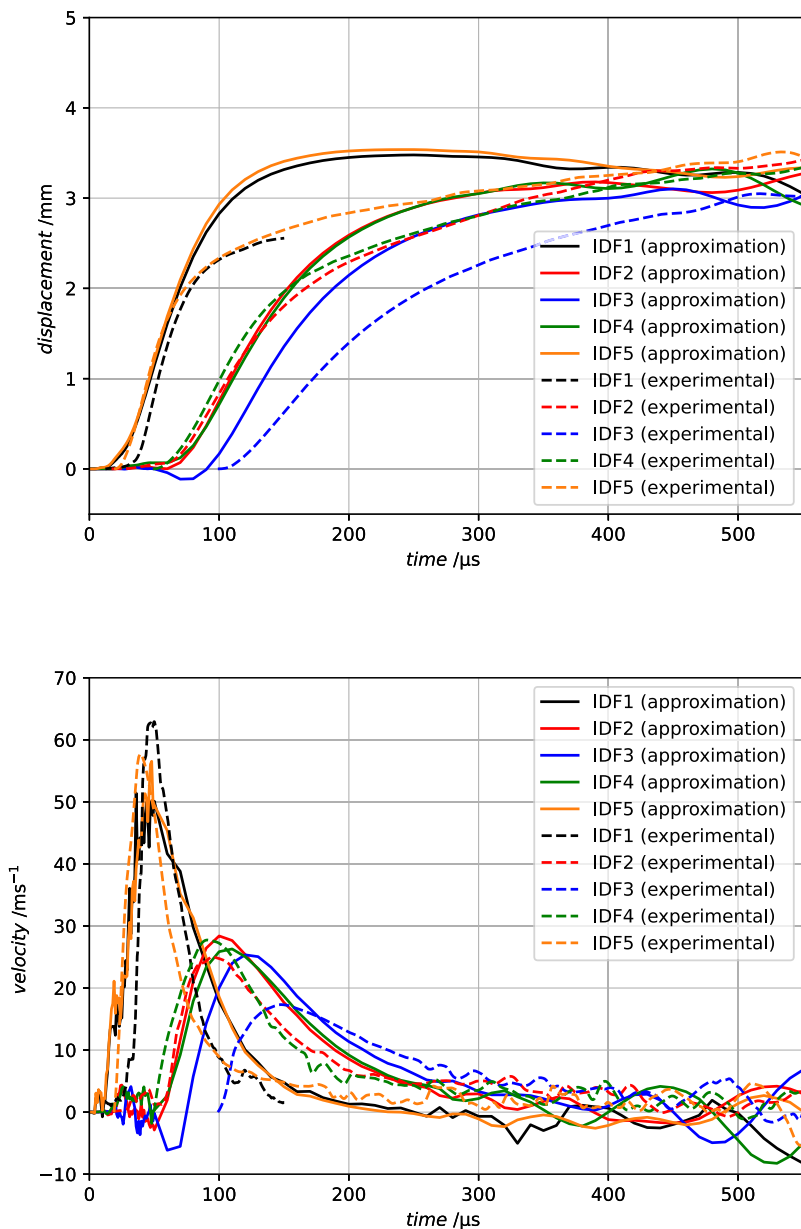 5
4
3
2
1
0
displacement /mm
IDF1 (approximation)
IDF2 (approximation)
IDF3 (approximation)
IDF4 (approximation)
IDF5 (approximation)
IDF1 (experimental)
IDF2 (experimental)
IDF3 (experimental)
IDF4 (experimental)
IDF5 (experimental)
0 100 200 300 400 500
time /µs
70
60
50
40
30
20
10
0
−10
velocity /ms⁻¹
IDF1 (approximation)
IDF2 (approximation)
IDF3 (approximation)
IDF4 (approximation)
IDF5 (approximation)
IDF1 (experimental)
IDF2 (experimental)
IDF3 (experimental)
IDF4 (experimental)
IDF5 (experimental)
0 100 200 300 400 500
time /µs